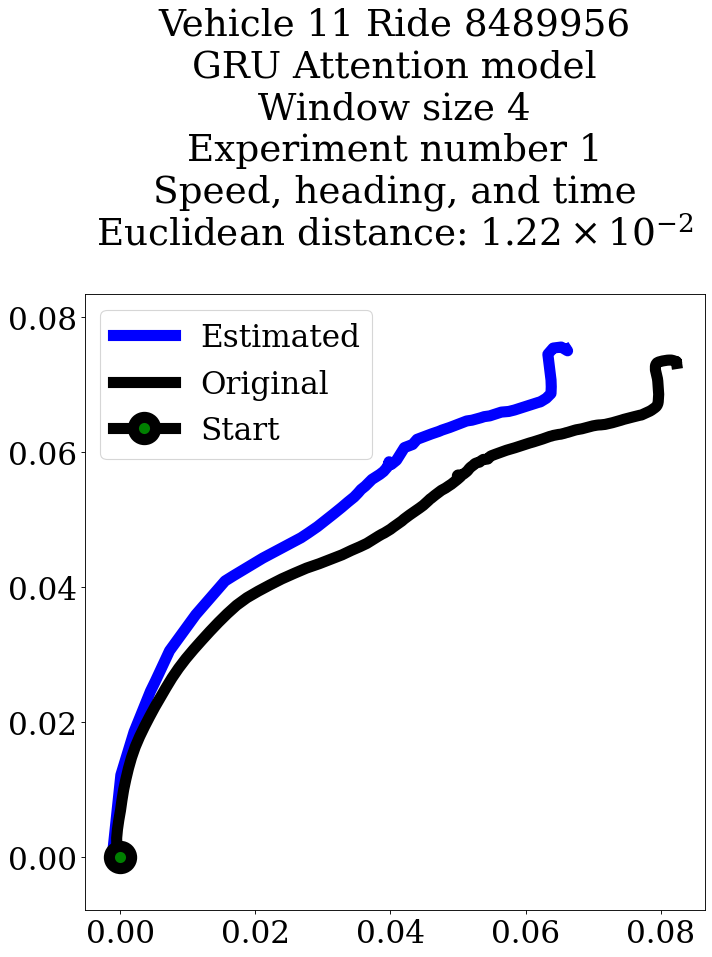 Vehicle 11 Ride 8489956
GRU Attention model
Window size 4
Experiment number 1
Speed, heading, and time
Euclidean distance: 1.22 × 10⁻²
Estimated
Original
Start
0.08
0.06
0.04
0.02
0.00
0.00 0.02 0.04 0.06 0.08